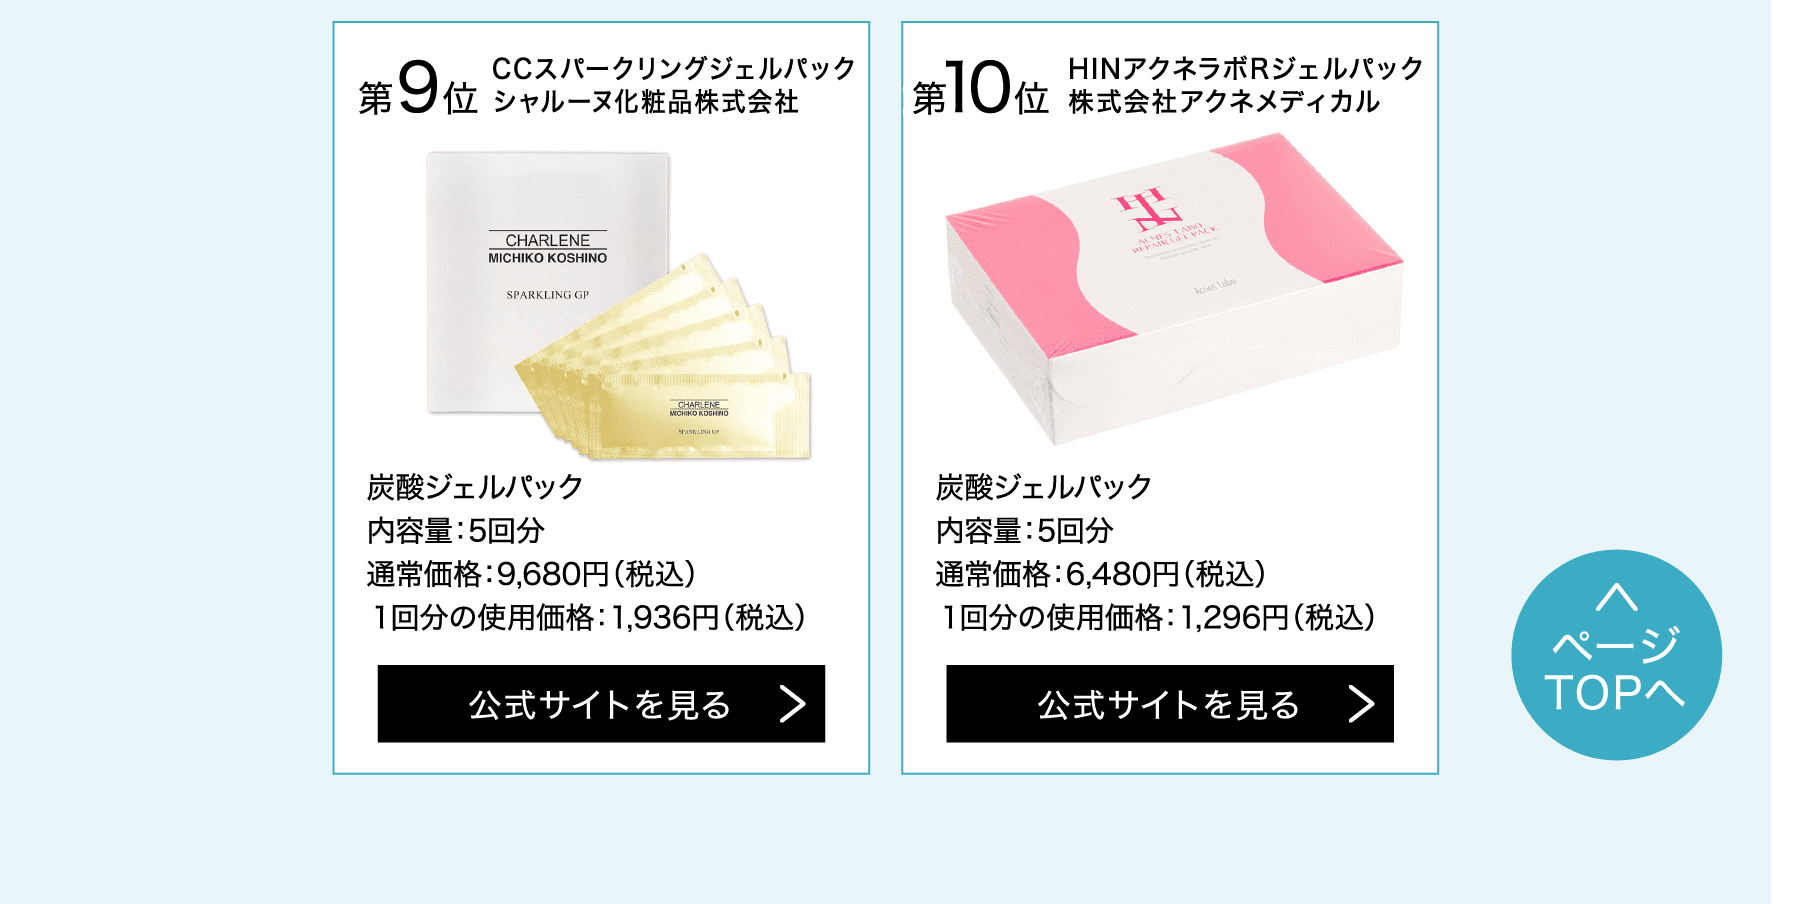 第9位
CCスパークリングジェルパック
シャルーヌ化粧品株式会社
CHARLENE
MICHIKO KOSHINO
SPARKLING GP
CHARLENE
MICHIKO KOSHINO
SPARKLING GP
炭酸ジェルパック
内容量：5回分
通常価格：9,680円（税込）
1回分の使用価格：1,936円（税込）
公式サイトを見る
第10位
HINアクネラボRジェルパック
株式会社アクネメディカル
HIN
ACNES LABO
REPAIR GEL PACK
Acnes Labo
炭酸ジェルパック
内容量：5回分
通常価格：6,480円（税込）
1回分の使用価格：1,296円（税込）
公式サイトを見る
ページ
TOPへ